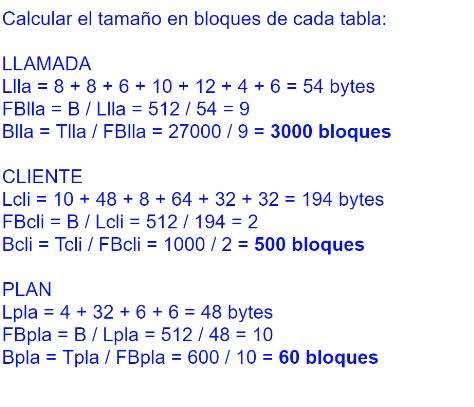 Calcular el tamaño en bloques de cada tabla:
LLAMADA
Llla = 8 + 8 + 6 + 10 + 12 + 4 + 6 = 54 bytes
FBlla = B / Llla = 512 / 54 = 9
Blla = Tlla / FBlla = 27000 / 9 = 3000 bloques
CLIENTE
Lcli = 10 + 48 + 8 + 64 + 32 + 32 = 194 bytes
FBcli = B / Lcli = 512 / 194 = 2
Bcli = Tcli / FBcli = 1000 / 2 = 500 bloques
PLAN
Lpla = 4 + 32 + 6 + 6 = 48 bytes
FBpla = B / Lpla = 512 / 48 = 10
Bpla = Tpla / FBpla = 600 / 10 = 60 bloques